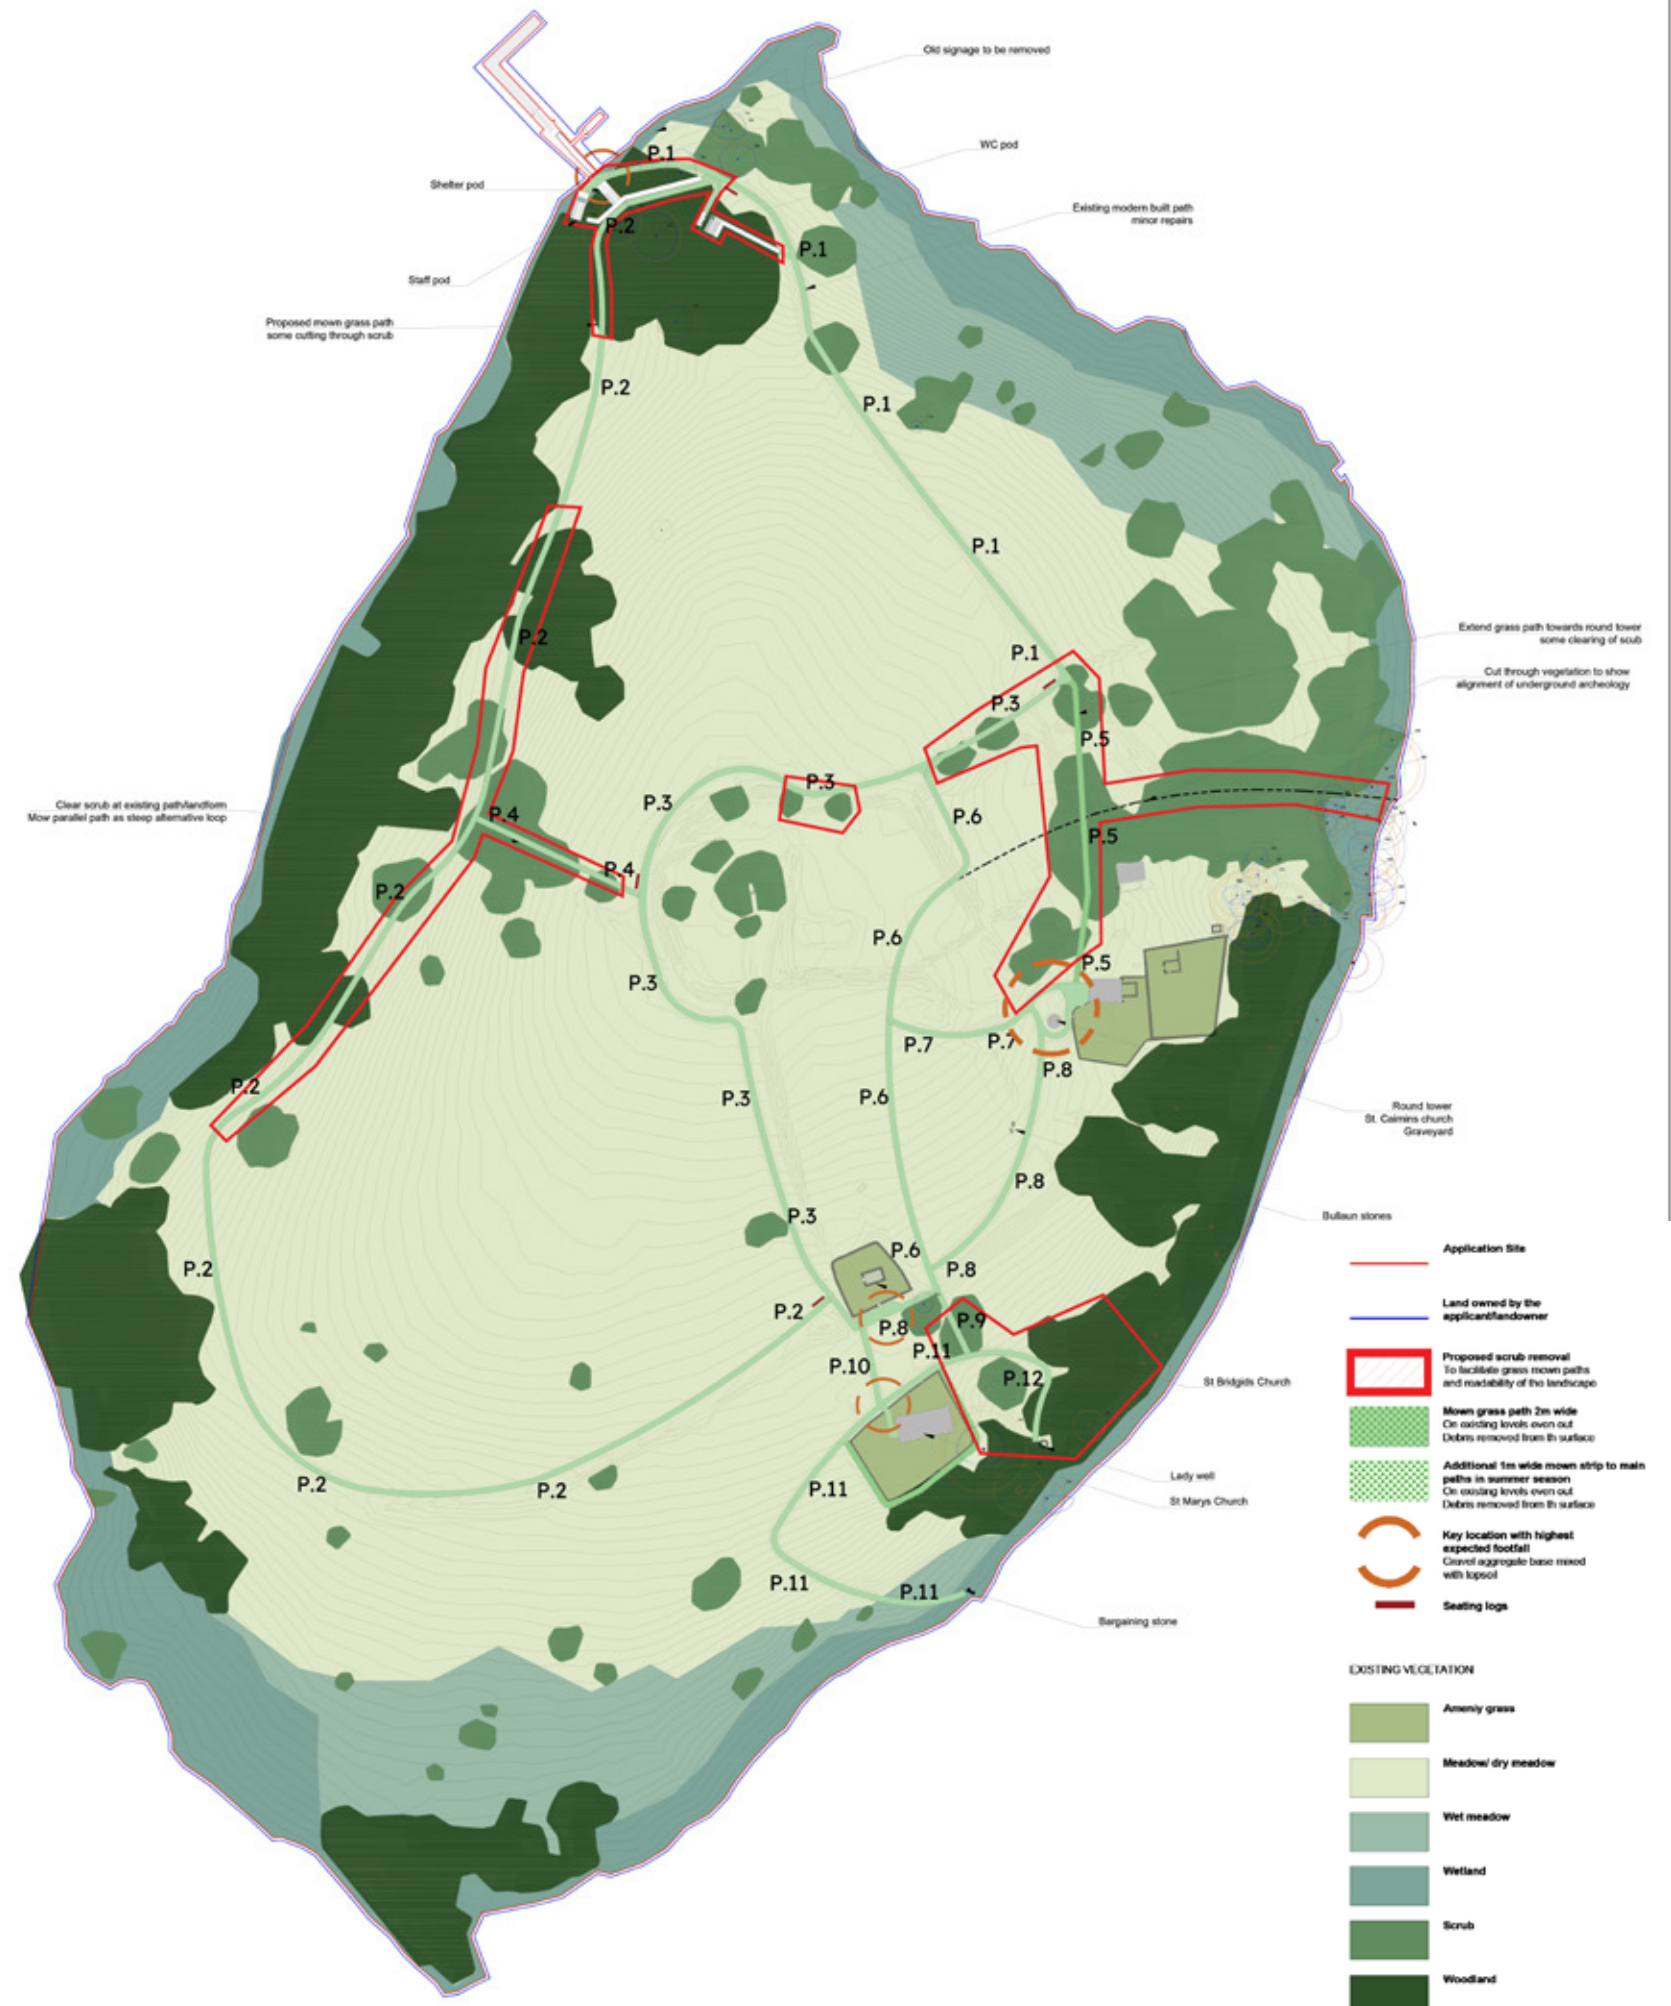 Old signage to be removed
WC pod
P.1
Shelter pod
Existing modern built path
minor repairs
P.2
P.1
Staff pod
Proposed mown grass path
some cutting through scrub
P.2
P.1
P.1
P.2
Extend grass path towards round tower
some clearing of scub
P.1
Cut through vegetation to show
alignment of underground archeology
P.3
P.5
P.3
P.3
Clear scrub at existing path/landform
Mow parallel path as steep alternative loop
P.4
P.6
P.5
P.4
P.2
P.6
P.5
P.3
P.7
P.7
P.8
P.2
P.3
P.6
Round tower
St. Caimins church
Graveyard
P.8
P.3
Bullaun stones
P.6
P.2
P.8
P.2
P.8
P.9
P.11
P.10
P.12
St Bridgids Church
Lady well
P.2
P.2
P.11
St Marys Church
P.11
P.11
Bargaining stone
Application Site
Land owned by the
applicant/landowner
Proposed scrub removal
To facilitate grass mown paths
and readability of the landscape
Mown grass path 2m wide
On existing levels even out
Debris removed from th surface
Additional 1m wide mown strip to main
paths in summer season
On existing levels even out
Debris removed from th surface
Key location with highest
expected footfall
Gravel aggregate base mixed
with topsoil
Seating logs
EXISTING VEGETATION
Ameniy grass
Meadow/ dry meadow
Wet meadow
Wetland
Scrub
Woodland